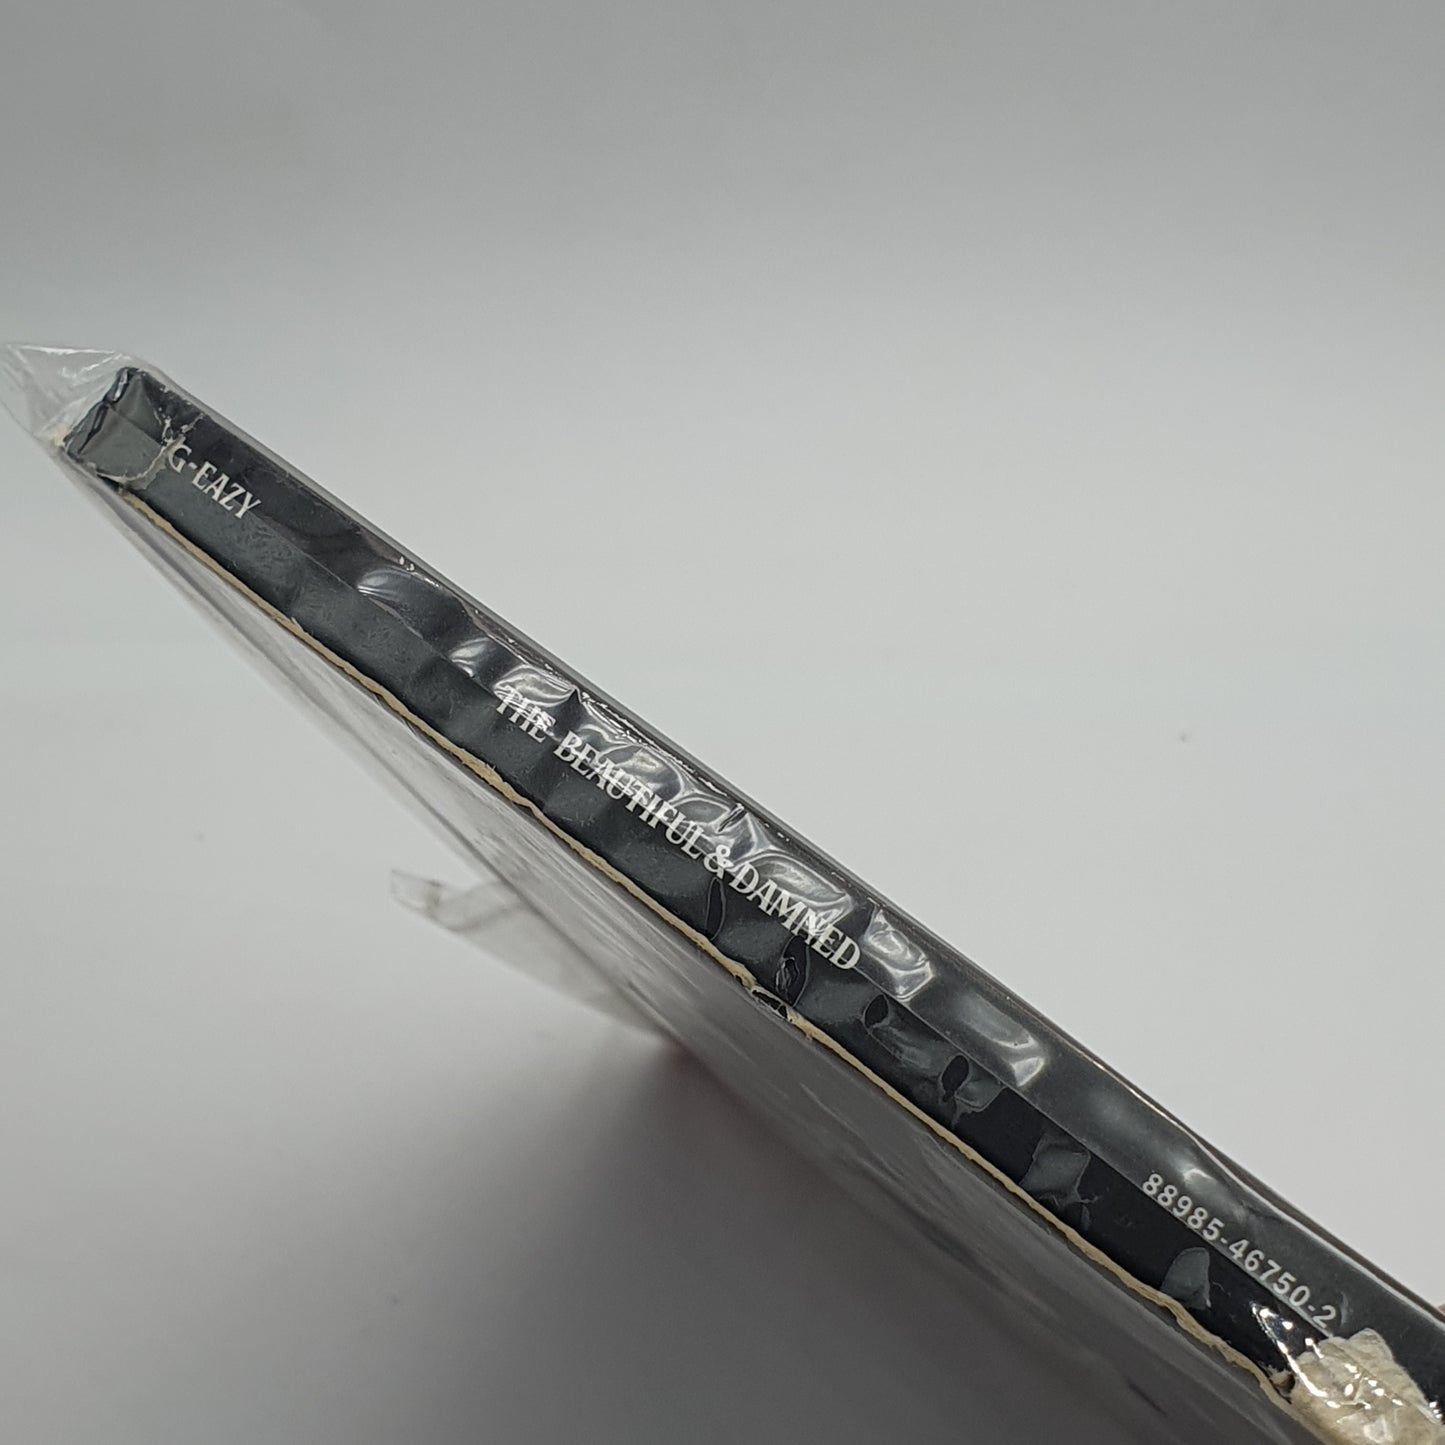 G-EAZY
THE BEAUTIFUL & DAMNED
88985-46750-2